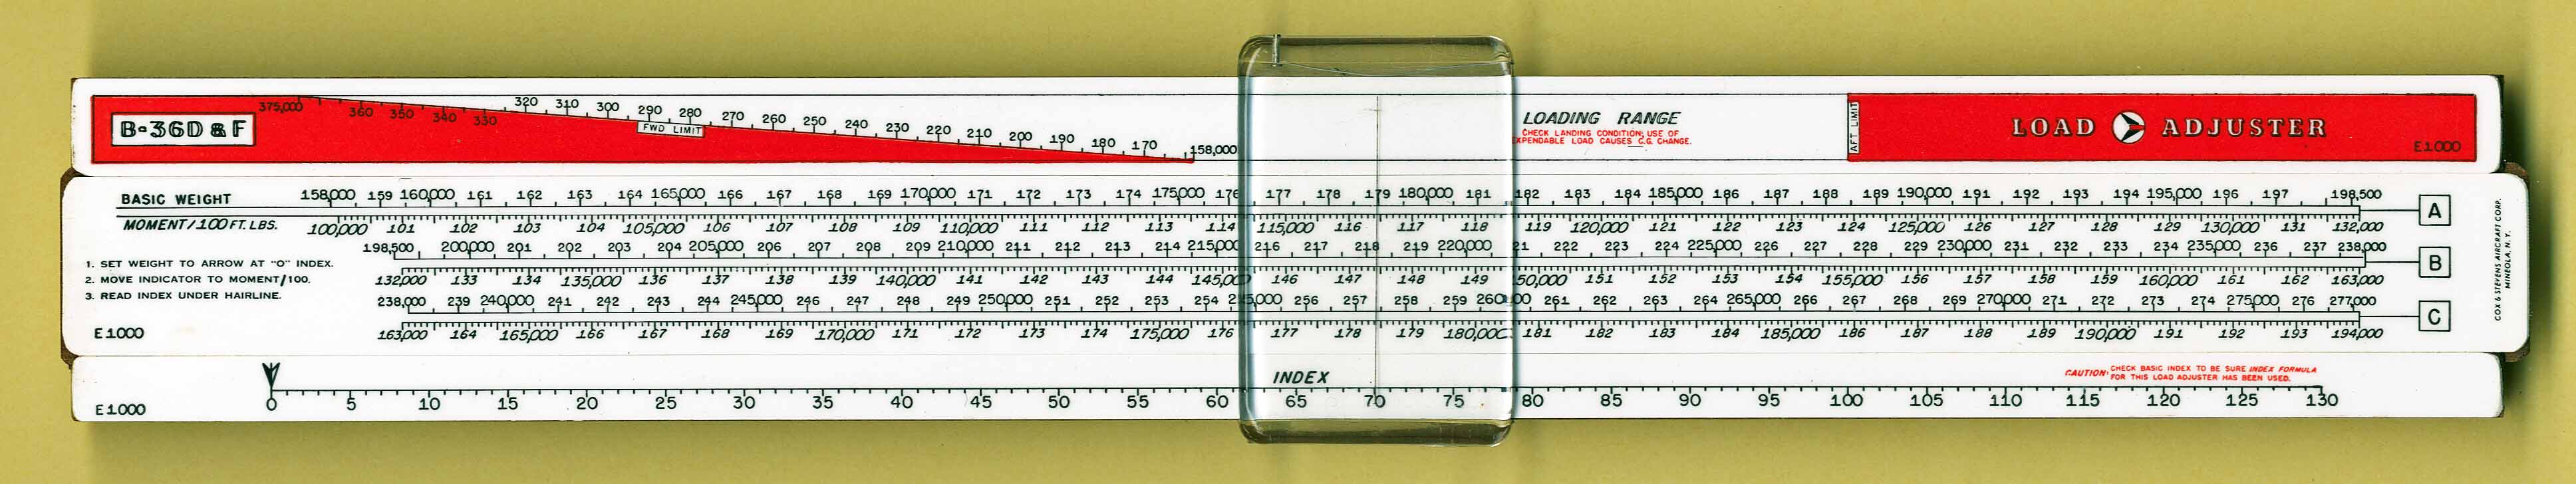 375,000 360 350 340 330 320 310 300 290 280 270 260 250 240 230 220 210 200 190 180 170 158,000
B-36D & F
FWD LIMIT
LOADING RANGE
CHECK LANDING CONDITION; USE OF
EXPENDABLE LOAD CAUSES C.G. CHANGE.
AFT LIMIT
LOAD ADJUSTER
E1000
BASIC WEIGHT 158,000 159 160,000 161 162 163 164 165,000 166 167 168 169 170,000 171 172 173 174 175,000 176 177 178 179 180,000 181 182 183 184 185,000 186 187 188 189 190,000 191 192 193 194 195,000 196 197 198,500
A
MOMENT/100 FT. LBS. 100,000 101 102 103 104 105,000 106 107 108 109 110,000 111 112 113 114 115,000 116 117 118 119 120,000 121 122 123 124 125,000 126 127 128 129 130,000 131 132,000
198,500 200,000 201 202 203 204 205,000 206 207 208 209 210,000 211 212 213 214 215,000 216 217 218 219 220,000 221 222 223 224 225,000 226 227 228 229 230,000 231 232 233 234 235,000 236 237 238,000
B
132,000 133 134 135,000 136 137 138 139 140,000 141 142 143 144 145,000 146 147 148 149 150,000 151 152 153 154 155,000 156 157 158 159 160,000 161 162 163,000
238,000 239 240,000 241 242 243 244 245,000 246 247 248 249 250,000 251 252 253 254 255,000 256 257 258 259 260,000 261 262 263 264 265,000 266 267 268 269 270,000 271 272 273 274 275,000 276 277,000
C
163,000 164 165,000 166 167 168 169 170,000 171 172 173 174 175,000 176 177 178 179 180,000 181 182 183 184 185,000 186 187 188 189 190,000 191 192 193 194,000
1. SET WEIGHT TO ARROW AT "O" INDEX.
2. MOVE INDICATOR TO MOMENT/100.
3. READ INDEX UNDER HAIRLINE.
E1000
COX & STEVENS AIRCRAFT CORP.
MINEOLA, N.Y.
INDEX
CAUTION: CHECK BASIC INDEX TO BE SURE INDEX FORMULA
FOR THIS LOAD ADJUSTER HAS BEEN USED.
E1000
0 5 10 15 20 25 30 35 40 45 50 55 60 65 70 75 80 85 90 95 100 105 110 115 120 125 130